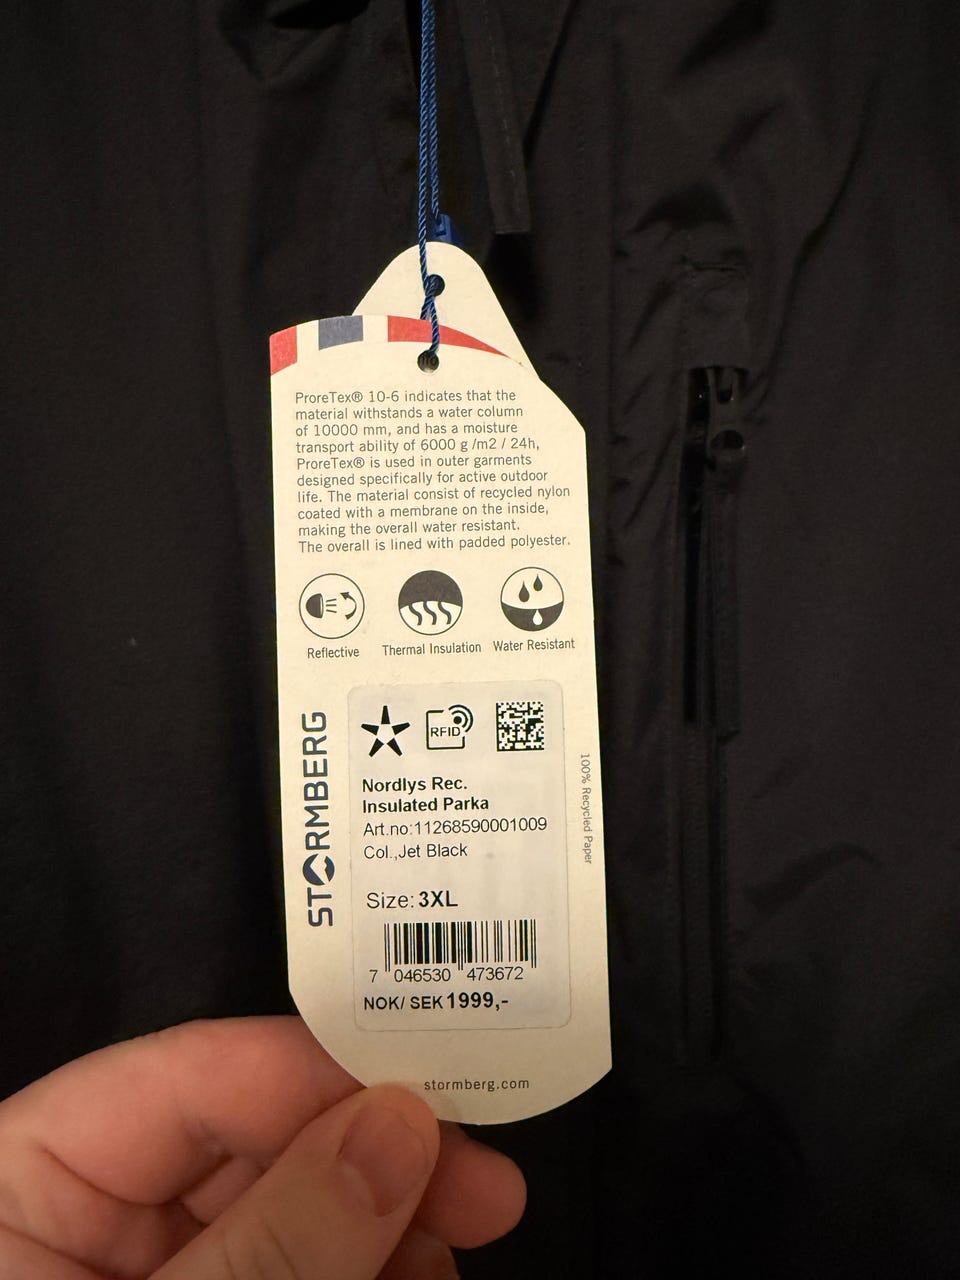 ProreTex® 10-6 indicates that the
material withstands a water column
of 10000 mm, and has a moisture
transport ability of 6000 g /m2 / 24h,
ProreTex® is used in outer garments
designed specifically for active outdoor
life. The material consist of recycled nylon
coated with a membrane on the inside,
making the overall water resistant.
The overall is lined with padded polyester.
Reflective
Thermal Insulation
Water Resistant
STORMBERG
RFID
Nordlys Rec.
Insulated Parka
Art.no:11268590001009
Col.,Jet Black
Size: 3XL
7 046530 473672
NOK/ SEK 1999,-
100% Recycled Paper
stormberg.com